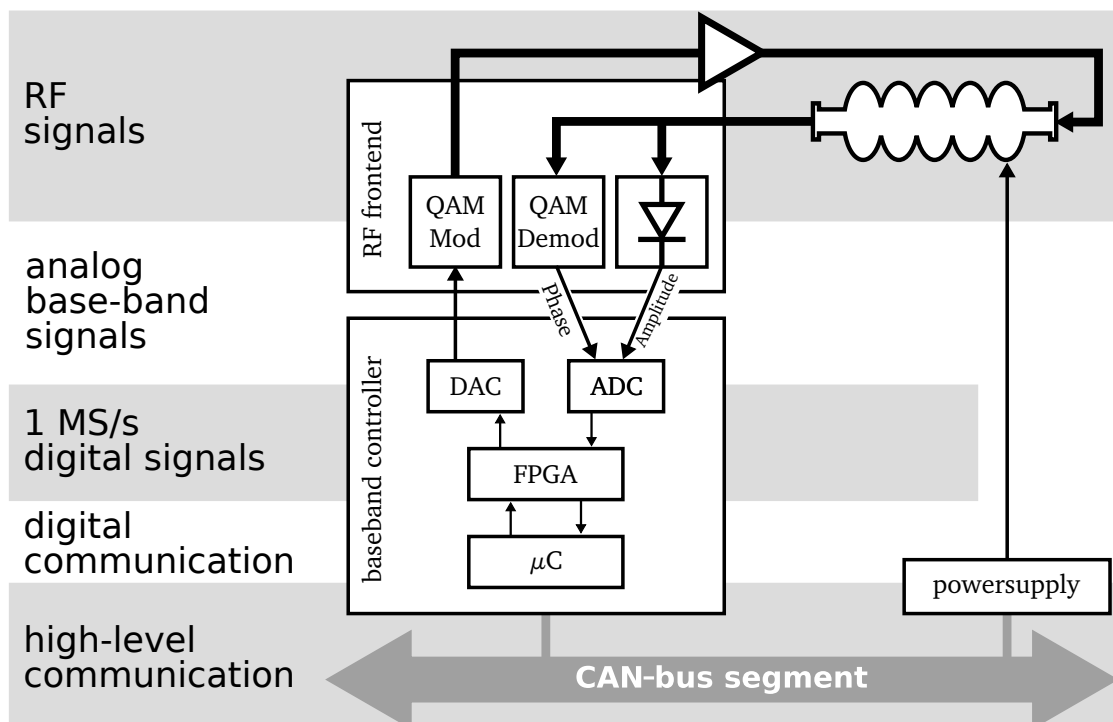 RF
signals
analog
base-band
signals
1 MS/s
digital signals
digital
communication
high-level
communication
RF frontend
QAM
Mod
QAM
Demod
Phase
Amplitude
baseband controller
DAC
ADC
FPGA
μC
powersupply
CAN-bus segment